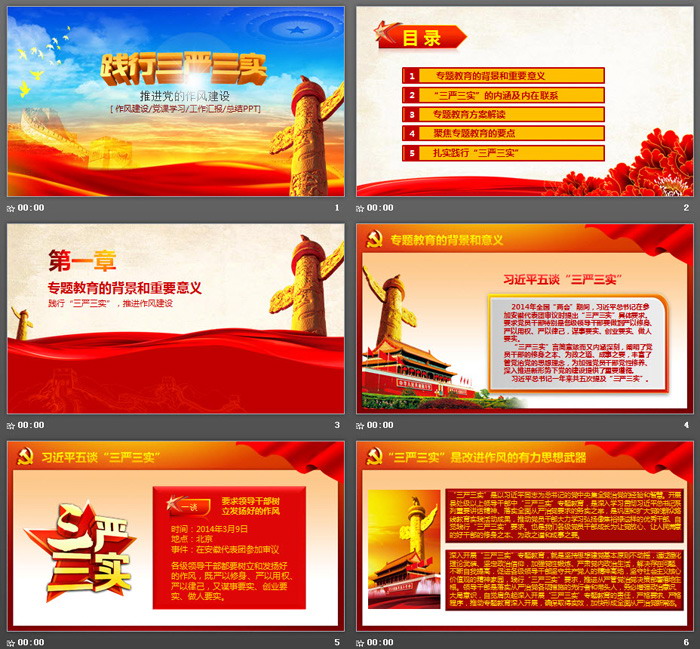 践行三严三实
推进党的作风建设
[ 作风建设/党课学习/工作汇报/总结PPT]
00:00
1
目 录
1 专题教育的背景和重要意义
2 “三严三实”的内涵及内在联系
3 专题教育方案解读
4 聚焦专题教育的要点
5 扎实践行“三严三实”
00:00
2
第一章
专题教育的背景和重要意义
践行“三严三实”，推进作风建设
00:00
3
专题教育的背景和意义
习近平五谈“三严三实”
2014年全国“两会”期间，习近平总书记在参
加安徽代表团审议时提出“三严三实”具体要求。
要求党员干部特别是各级领导干部要做到严以修身、
严以用权、严以律己，谋事要实、创业要实、做人
要实。
“三严三实”言简意赅而又内涵深刻，阐明了党
员干部的修身之本、为政之道、成事之要，丰富了
管党治党的思想理念，为加强党员干部党性修养、
深入推进新形势下党的建设提供了重要遵循。
习近平总书记一年来共五次提及“三严三实”。
00:00
4
习近平五谈“三严三实”
三严三实
一谈
要求领导干部树
立发扬好的作风
时间：2014年3月9日
地点：北京
事件：在安徽代表团参加审议
各级领导干部都要树立和发扬好
的作风，既严以修身、严以用权、
严以律己，又谋事要实、创业要
实、做人要实。
00:00
5
“三严三实”是改进作风的有力思想武器
00:00
6